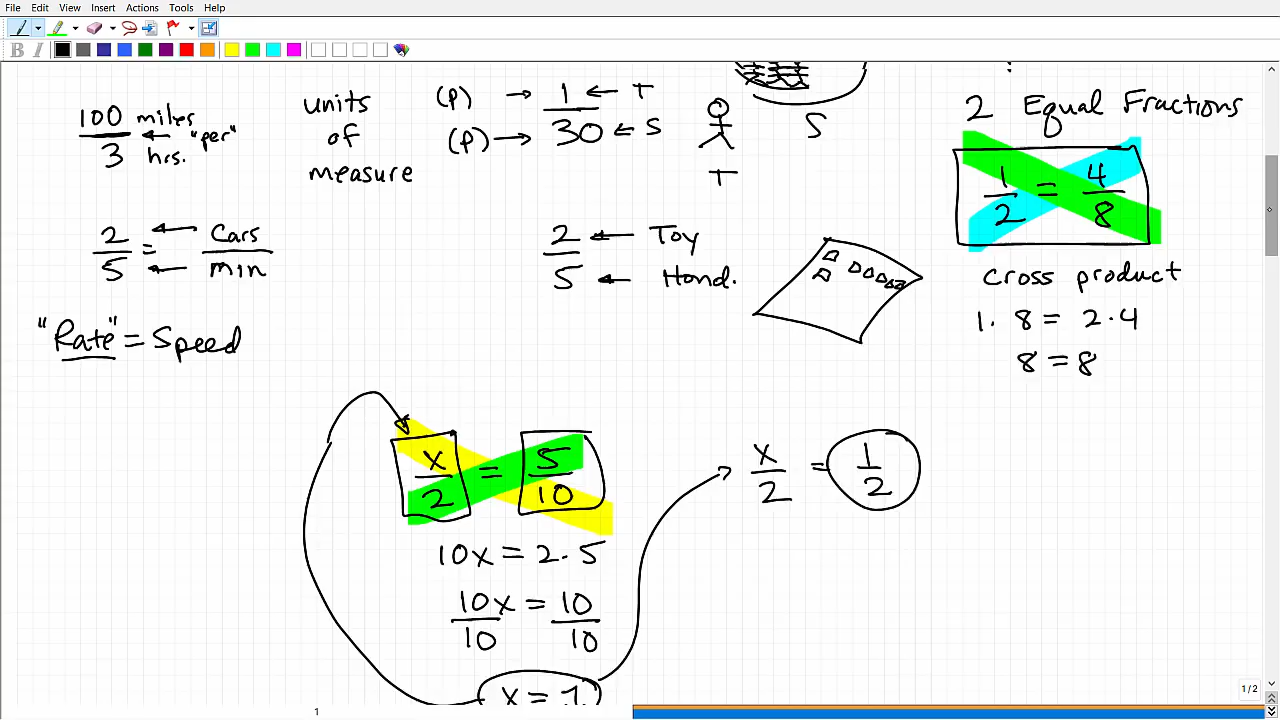 File Edit View Insert Actions Tools Help
B I
100 miles
3 hrs.
"per"
units
of
measure
(P) → 1 ← T
(P) → 30 ← S
S
T
2 = Cars
5 min
2 ← Toy
5 ← Hond.
"Rate" = Speed
2 Equal Fractions
1 = 4
2 8
Cross product
1. 8 = 2.4
8 = 8
x = 5
2 10
10x = 2.5
10x = 10
10 10
x = 1
x = 1
2 2
1/2
1